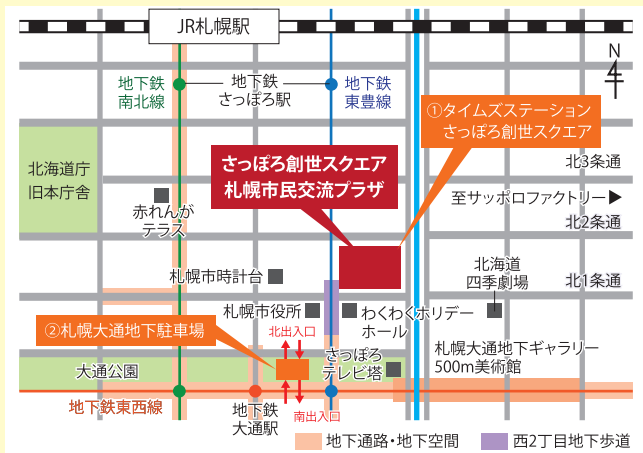 JR札幌駅
N
地下鉄
南北線
地下鉄
さっぽろ駅
地下鉄
東豊線
①タイムズステーション
さっぽろ創世スクエア
北海道庁
旧本庁舎
さっぽろ創世スクエア
札幌市民交流プラザ
北3条通
至サッポロファクトリー▶
赤れんが
テラス
北2条通
札幌市時計台
北海道
四季劇場
北1条通
札幌市役所
わくわくホリデー
ホール
②札幌大通地下駐車場
北出入口
大通公園
さっぽろ
テレビ塔
札幌大通地下ギャラリー
500m美術館
地下鉄東西線
地下鉄
大通駅
南出入口
地下通路・地下空間
西2丁目地下歩道